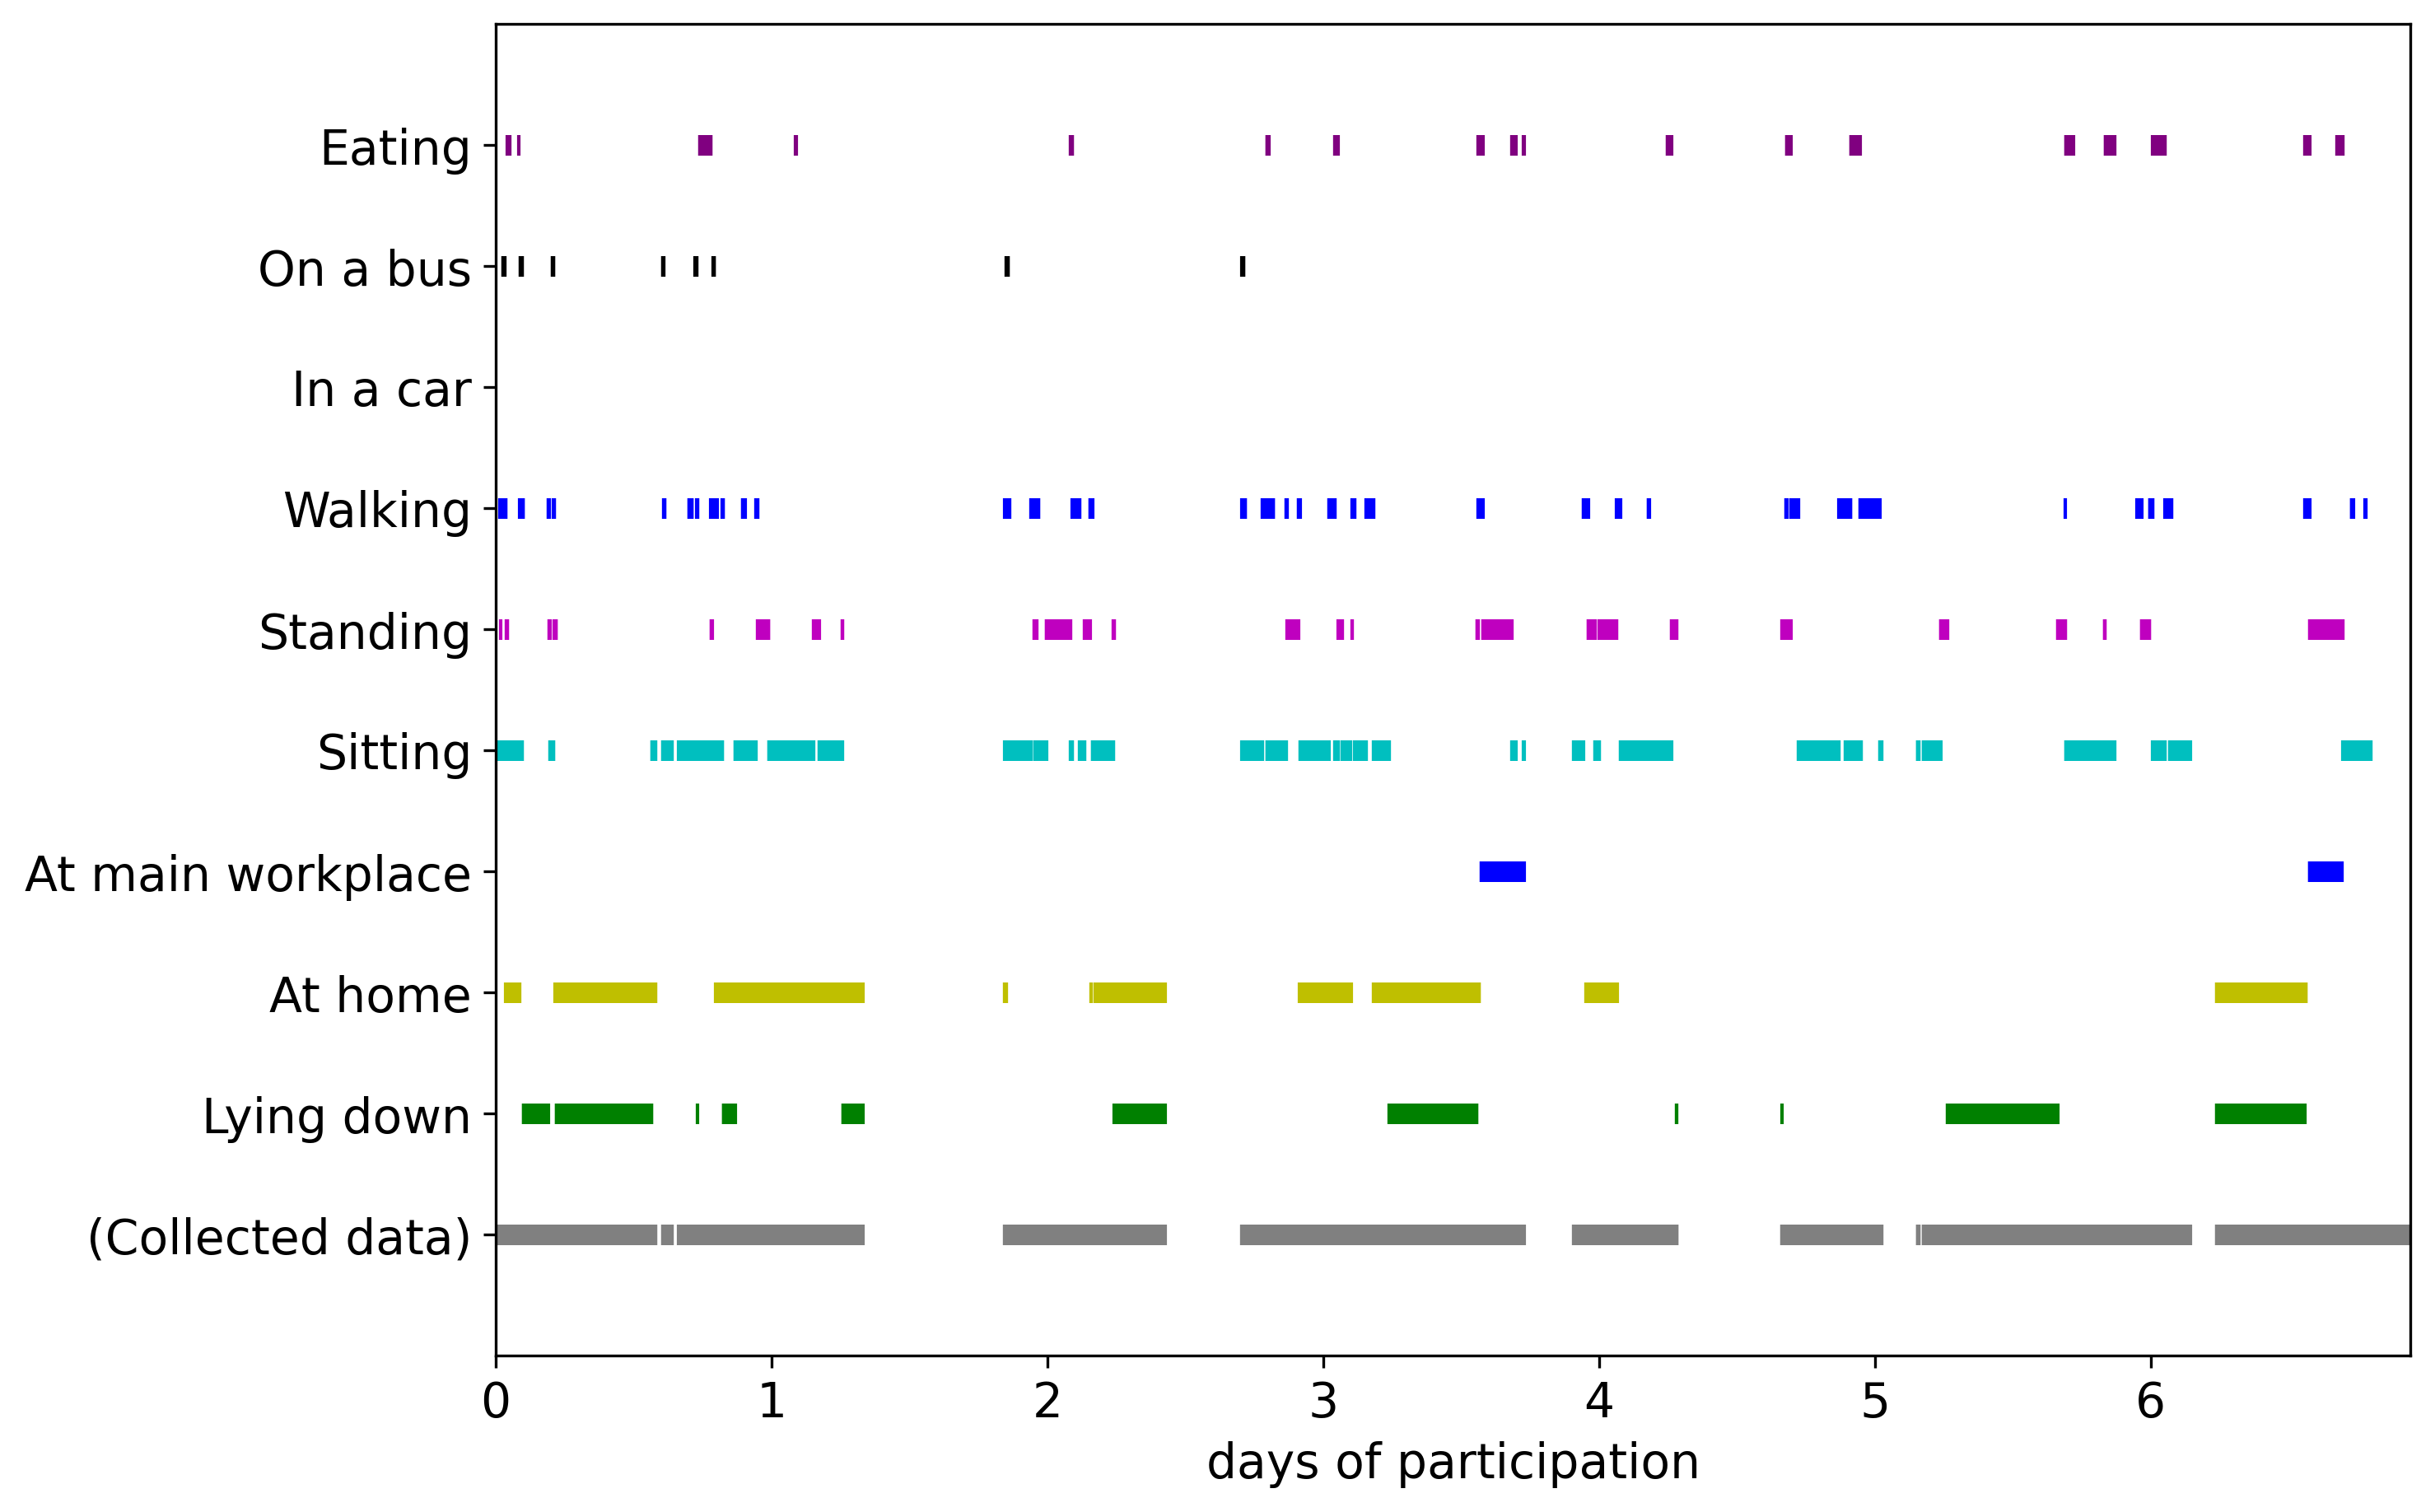 Eating
On a bus
In a car
Walking
Standing
Sitting
At main workplace
At home
Lying down
(Collected data)
0 1 2 3 4 5 6
days of participation